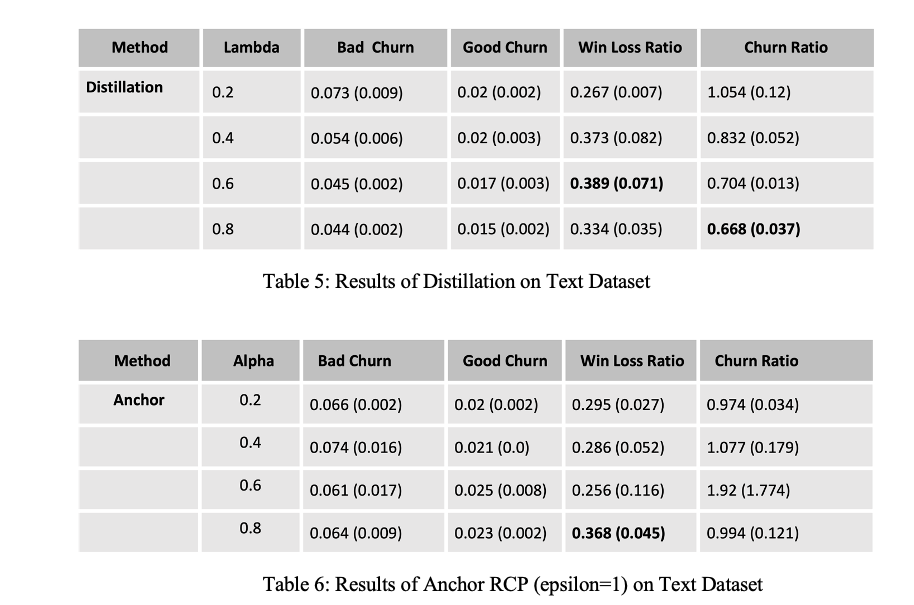 Method Lambda Bad Churn Good Churn Win Loss Ratio Churn Ratio
Distillation 0.2 0.073 (0.009) 0.02 (0.002) 0.267 (0.007) 1.054 (0.12)
0.4 0.054 (0.006) 0.02 (0.003) 0.373 (0.082) 0.832 (0.052)
0.6 0.045 (0.002) 0.017 (0.003) 0.389 (0.071) 0.704 (0.013)
0.8 0.044 (0.002) 0.015 (0.002) 0.334 (0.035) 0.668 (0.037)
Table 5: Results of Distillation on Text Dataset
Method Alpha Bad Churn Good Churn Win Loss Ratio Churn Ratio
Anchor 0.2 0.066 (0.002) 0.02 (0.002) 0.295 (0.027) 0.974 (0.034)
0.4 0.074 (0.016) 0.021 (0.0) 0.286 (0.052) 1.077 (0.179)
0.6 0.061 (0.017) 0.025 (0.008) 0.256 (0.116) 1.92 (1.774)
0.8 0.064 (0.009) 0.023 (0.002) 0.368 (0.045) 0.994 (0.121)
Table 6: Results of Anchor RCP (epsilon=1) on Text Dataset